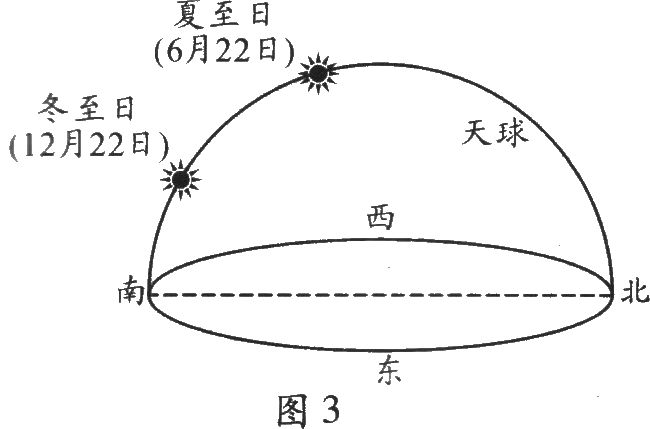 夏至日
(6月22日)
冬至日
(12月22日)
天球
西
南
北
东
图 3